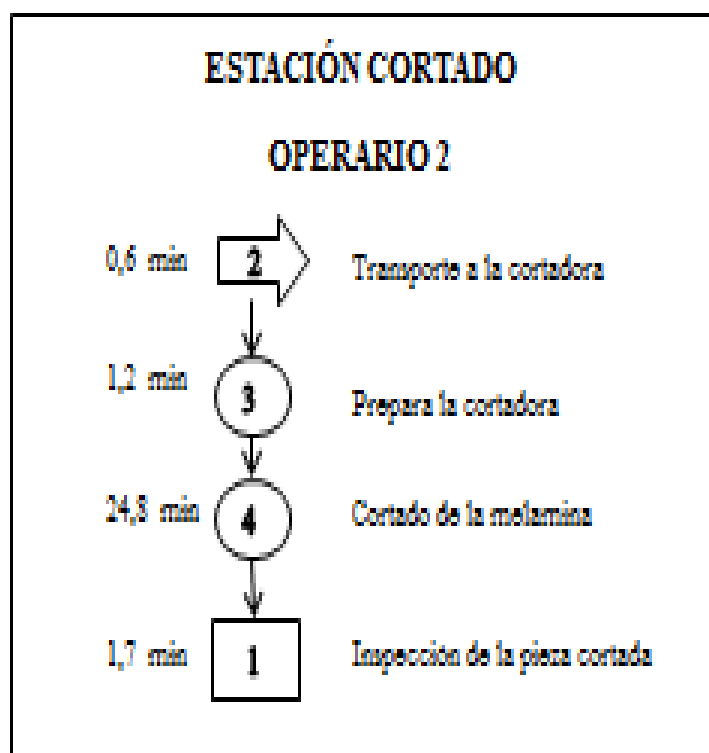 ESTACIÓN CORTADO
OPERARIO 2
0,6 min 2 Transporte a la cortadora
1,2 min 3 Prepara la cortadora
24,8 min 4 Cortado de la melamina
1,7 min 1 Inspección de la pieza cortada